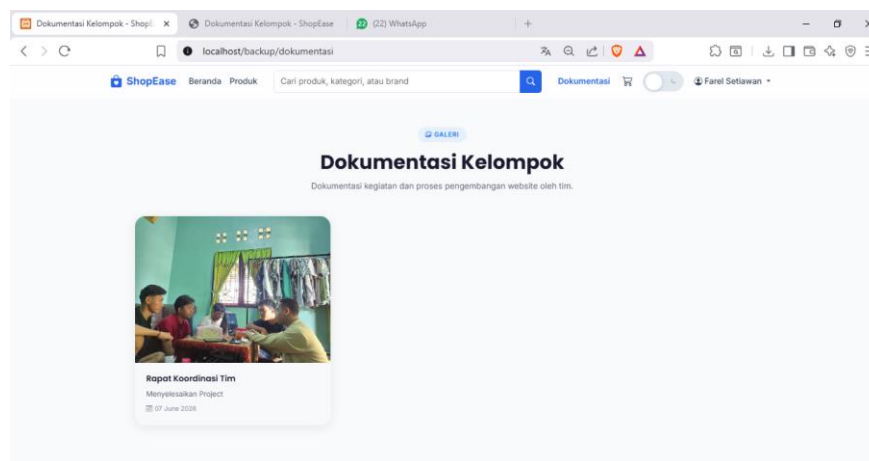 Dokumentasi Kelompok - Shop
Dokumentasi Kelompok - ShopEase
(22) WhatsApp
localhost/backup/dokumentasi
ShopEase Beranda Produk
Cari produk, kategori, atau brand
Dokumentasi
Farel Setiawan
GALERI
Dokumentasi Kelompok
Dokumentasi kegiatan dan proses pengembangan website oleh tim.
Rapat Koordinasi Tim
Menyelesaikan Project
07 June 2026